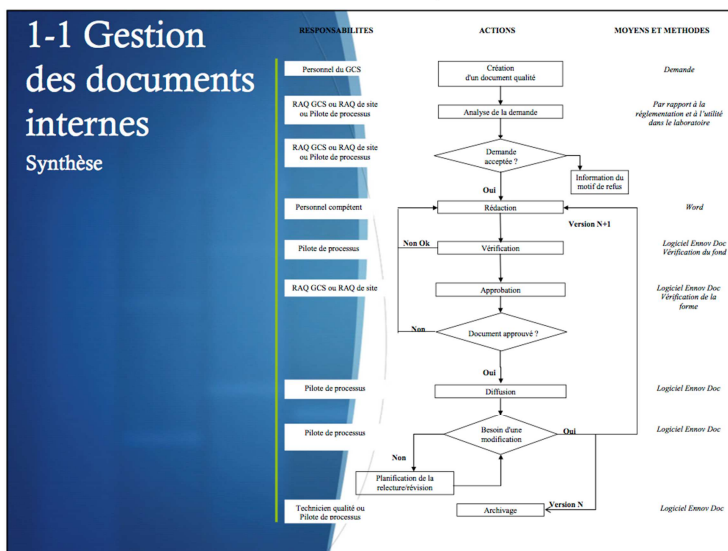 1-1 Gestion
des documents
internes
Synthèse
RESPONSABILITES
ACTIONS
MOYENS ET METHODES
Personnel du GCS
Création
d'un document qualité
Demande
RAQ GCS ou RAQ de site
ou Pilote de processus
Analyse de la demande
Par rapport à la
règlementation et à l'utilité
dans le laboratoire
RAQ GCS ou RAQ de site
ou Pilote de processus
Demande
acceptée ?
Information du
motif de refus
Oui
Personnel compétent
Rédaction
Word
Version N+1
Pilote de processus
Non Ok
Vérification
Logiciel Ennov Doc
Vérification du fond
RAQ GCS ou RAQ de site
Approbation
Logiciel Ennov Doc
Vérification de la
forme
Non
Document approuvé ?
Oui
Pilote de processus
Diffusion
Logiciel Ennov Doc
Pilote de processus
Besoin d'une
modification
Oui
Logiciel Ennov Doc
Non
Planification de la
relecture/révision
Technicien qualité ou
Pilote de processus
Archivage
Version N
Logiciel Ennov Doc